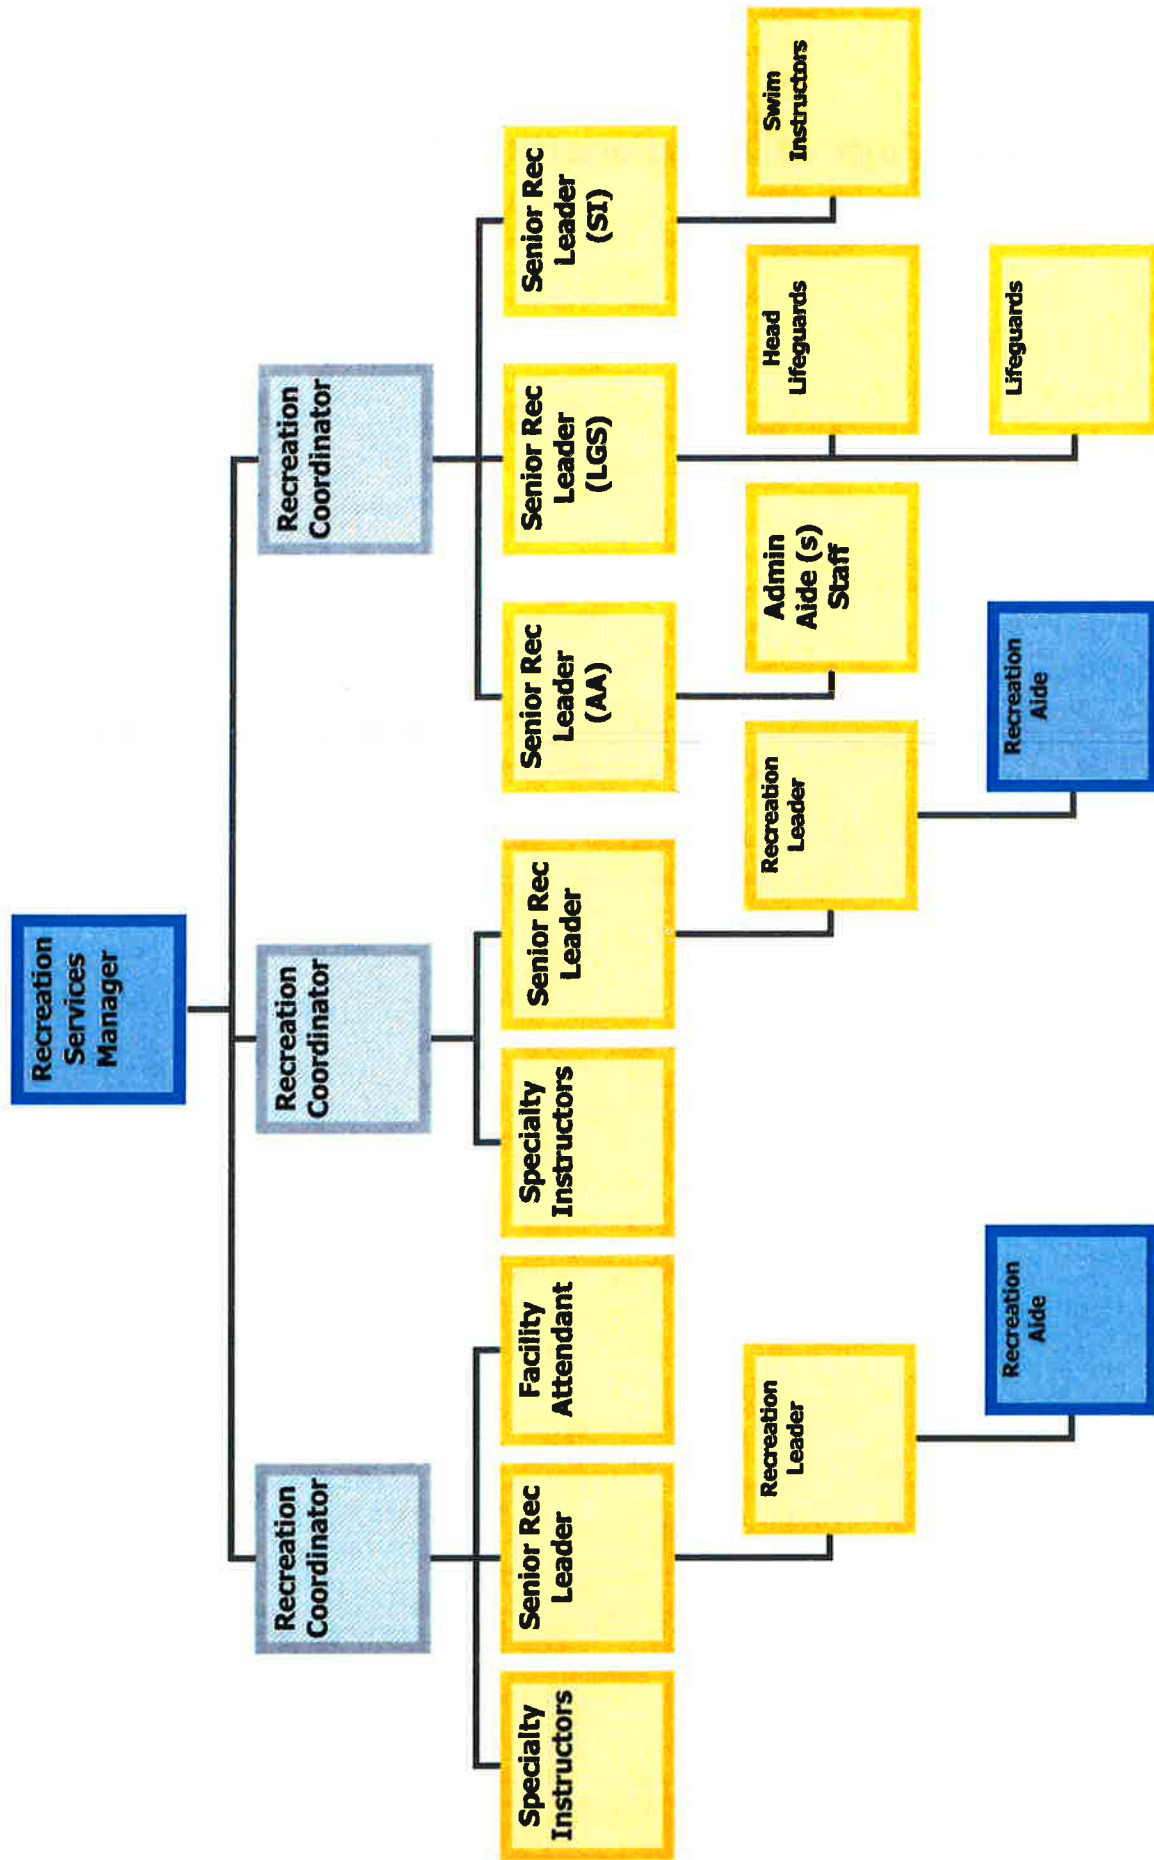 Recreation
Services
Manager
Recreation
Coordinator
Recreation
Coordinator
Recreation
Coordinator
Specialty
Instructors
Senior Rec
Leader
Facility
Attendant
Specialty
Instructors
Senior Rec
Leader
Senior Rec
Leader
(AA)
Senior Rec
Leader
(LGS)
Senior Rec
Leader
(SI)
Recreation
Leader
Recreation
Leader
Admin
Aide (s)
Staff
Head
Lifeguards
Swim
Instructors
Recreation
Aide
Recreation
Aide
Lifeguards